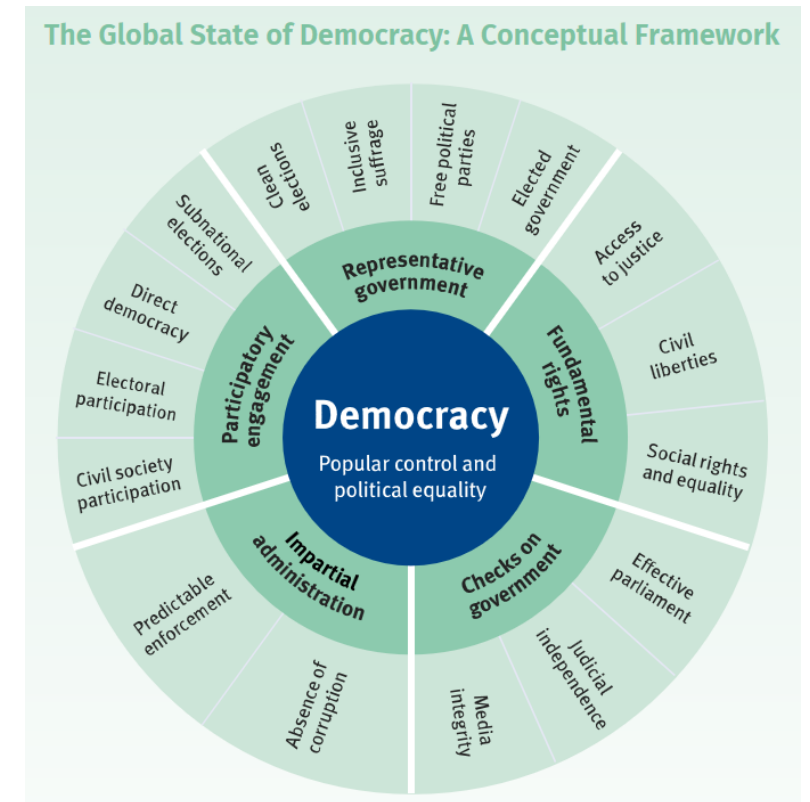 The Global State of Democracy: A Conceptual Framework
Clean
elections
Inclusive
suffrage
Free political
parties
Elected
government
Representative
government
Access
to justice
Civil
liberties
Social rights
and equality
Fundamental
rights
Effective
parliament
Judicial
independence
Media
integrity
Checks on
government
Absence of
corruption
Predictable
enforcement
Impartial
administration
Civil society
participation
Electoral
participation
Direct
democracy
Subnational
elections
Participatory
engagement
Democracy
Popular control and
political equality